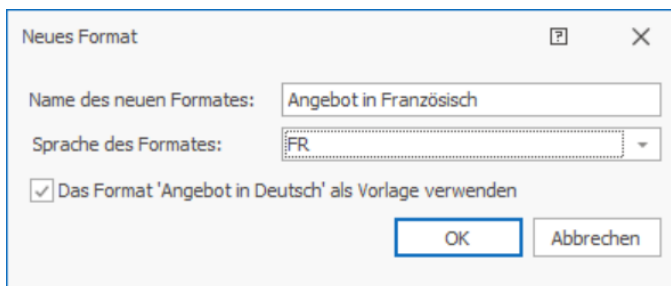 Neues Format
Name des neuen Formates: Angebot in Französisch
Sprache des Formates: FR
Das Format 'Angebot in Deutsch' als Vorlage verwenden
OK Abbrechen